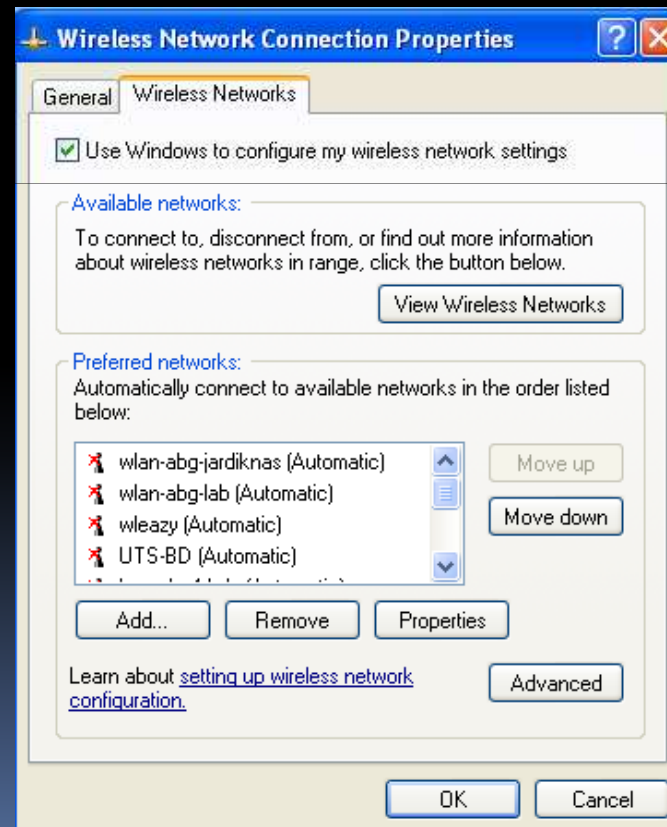 Wireless Network Connection Properties
General
Wireless Networks
Use Windows to configure my wireless network settings
Available networks:
To connect to, disconnect from, or find out more information
about wireless networks in range, click the button below.
View Wireless Networks
Preferred networks:
Automatically connect to available networks in the order listed
below:
wlan-abg-jardiknas (Automatic)
wlan-abg-lab (Automatic)
wleazy (Automatic)
UTS-BD (Automatic)
Move up
Move down
Add...
Remove
Properties
Learn about setting up wireless network
configuration.
Advanced
OK
Cancel